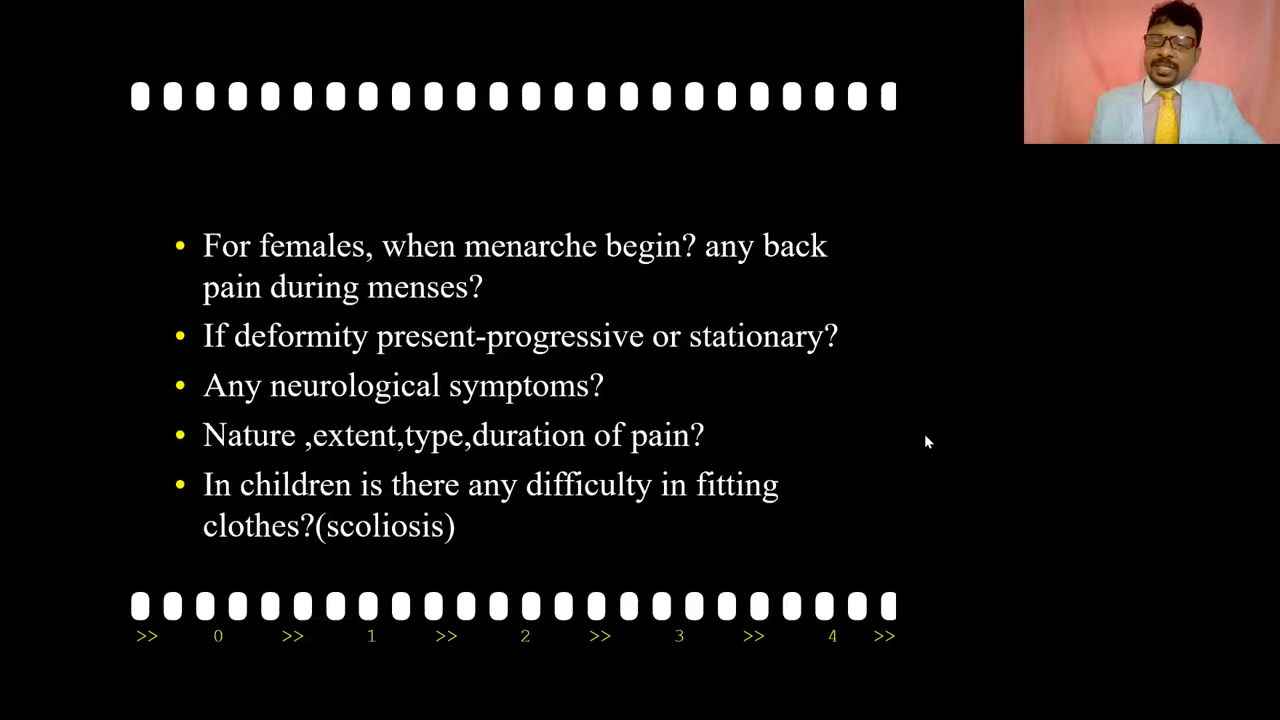 For females, when menarche begin? any back
pain during menses?
If deformity present-progressive or stationary?
Any neurological symptoms?
Nature ,extent,type,duration of pain?
In children is there any difficulty in fitting
clothes?(scoliosis)
>> 0 >> 1 >> 2 >> 3 >> 4 >>